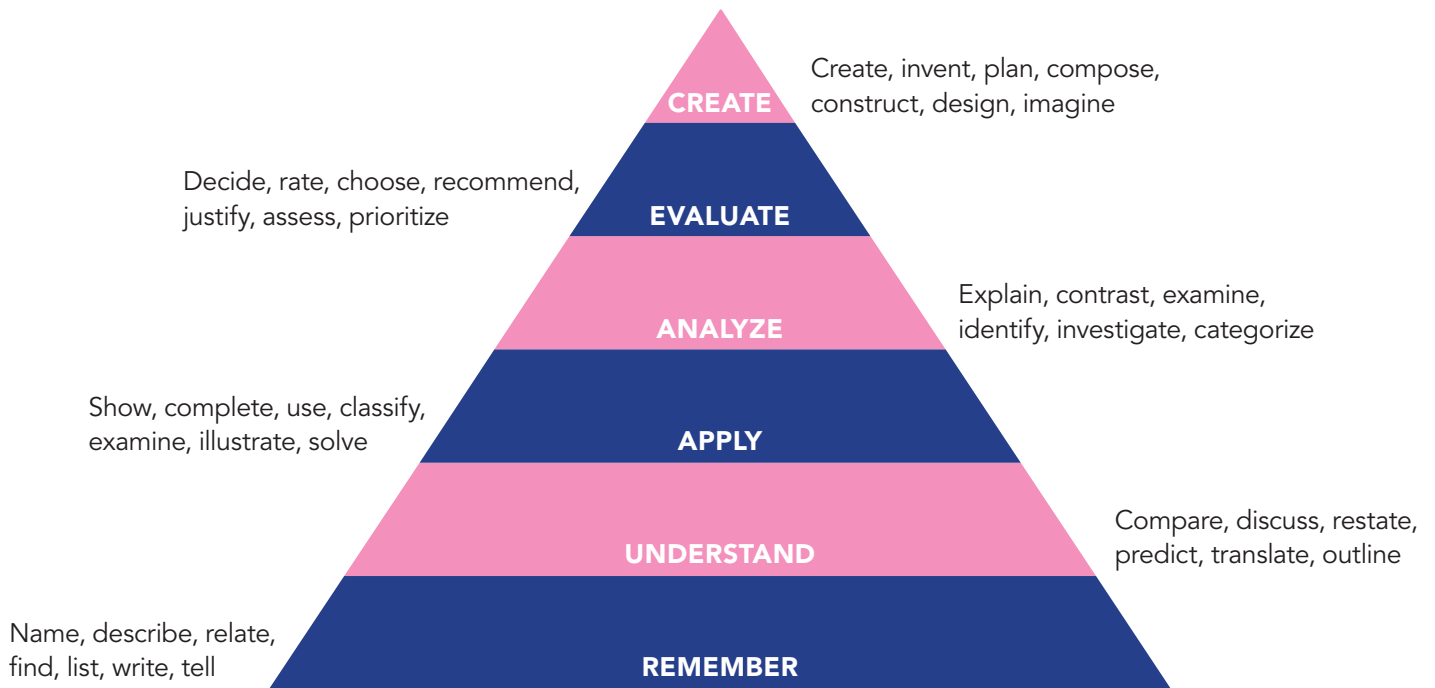 Create, invent, plan, compose,
construct, design, imagine
CREATE
Decide, rate, choose, recommend,
justify, assess, prioritize
EVALUATE
Explain, contrast, examine,
identify, investigate, categorize
ANALYZE
Show, complete, use, classify,
examine, illustrate, solve
APPLY
Compare, discuss, restate,
predict, translate, outline
UNDERSTAND
Name, describe, relate,
find, list, write, tell
REMEMBER